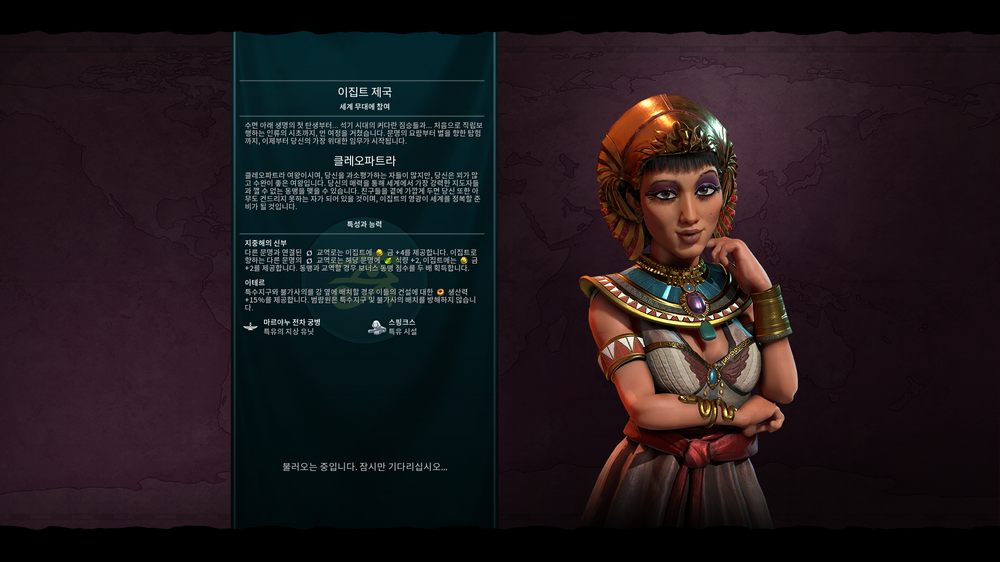 이집트 제국
세계 무대에 참여
수면 아래 생명의 첫 탄생부터... 석기 시대의 커다란 짐승들과... 처음으로 직립보
행하는 인류의 시초까지, 먼 여정을 거쳤습니다. 문명의 요람부터 별을 향한 탐험
까지, 이제부터 당신의 가장 위대한 임무가 시작됩니다.
클레오파트라
클레오파트라 여왕이시여, 당신을 과소평가하는 자들이 많지만, 당신은 꾀가 많
고 수완이 좋은 여왕입니다. 당신의 매력을 통해 세계에서 가장 강력한 지도자들
과 깰 수 없는 동맹을 맺을 수 있습니다. 친구들을 곁에 가깝게 두면 당신 또한 아
무도 건드리지 못하는 자가 되어 있을 것이며, 이집트의 영광이 세계를 정복할 준
비가 될 것입니다.
특성과 능력
지중해의 신부
다른 문명과 연결된 교역로는 이집트에 금 +4를 제공합니다. 이집트로
향하는 다른 문명의 교역로는 해당 문명에 식량 +2, 이집트에는 금
+2를 제공합니다. 동맹과 교역할 경우 보너스 동맹 점수를 두 배 획득합니다.
이테르
특수지구와 불가사의를 강 옆에 배치할 경우 이들의 건설에 대한 생산력
+15%를 제공합니다. 범람원은 특수지구 및 불가사의 배치를 방해하지 않습니
다.
마르야누 전차 궁병
특유의 지상 유닛
스핑크스
특유 시설
불러오는 중입니다. 잠시만 기다리십시오...